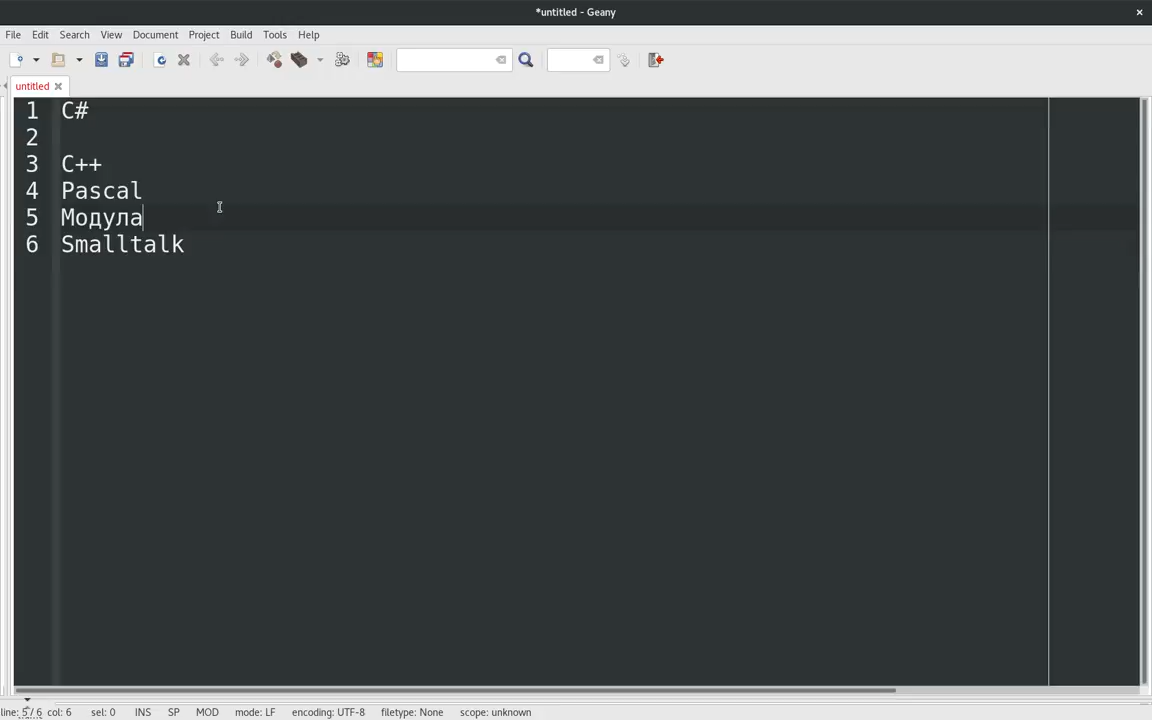 *untitled - Geany ×
File Edit Search View Document Project Build Tools Help
untitled
1 C#
2
3 C++
4 Pascal
5 Модула
6 Smalltalk
line: 5 / 6 col: 6 sel: 0 INS SP MOD mode: LF encoding: UTF-8 filetype: None scope: unknown